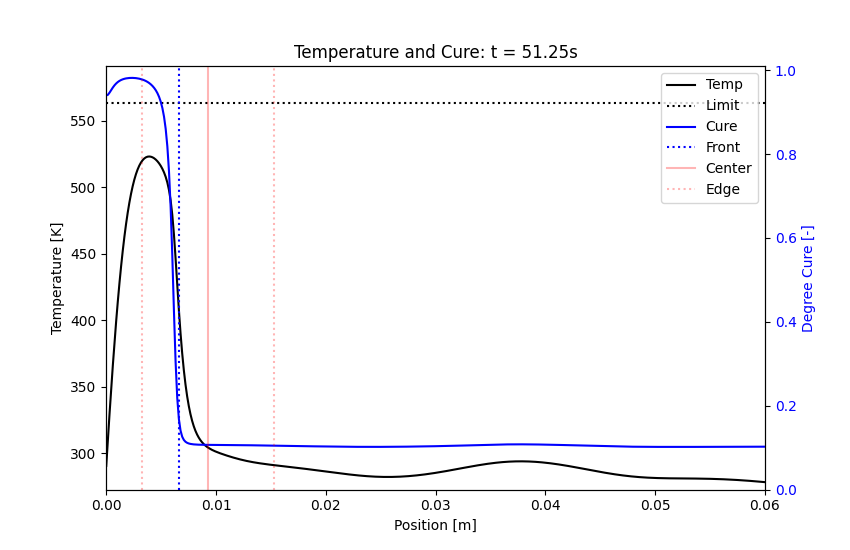 Temperature and Cure: t = 51.25s
Temperature [K]
550
500
450
400
350
300
Temp
Limit
Cure
Front
Center
Edge
1.0
0.8
0.6
0.4
0.2
0.0
Degree Cure [-]
0.00 0.01 0.02 0.03 0.04 0.05 0.06
Position [m]